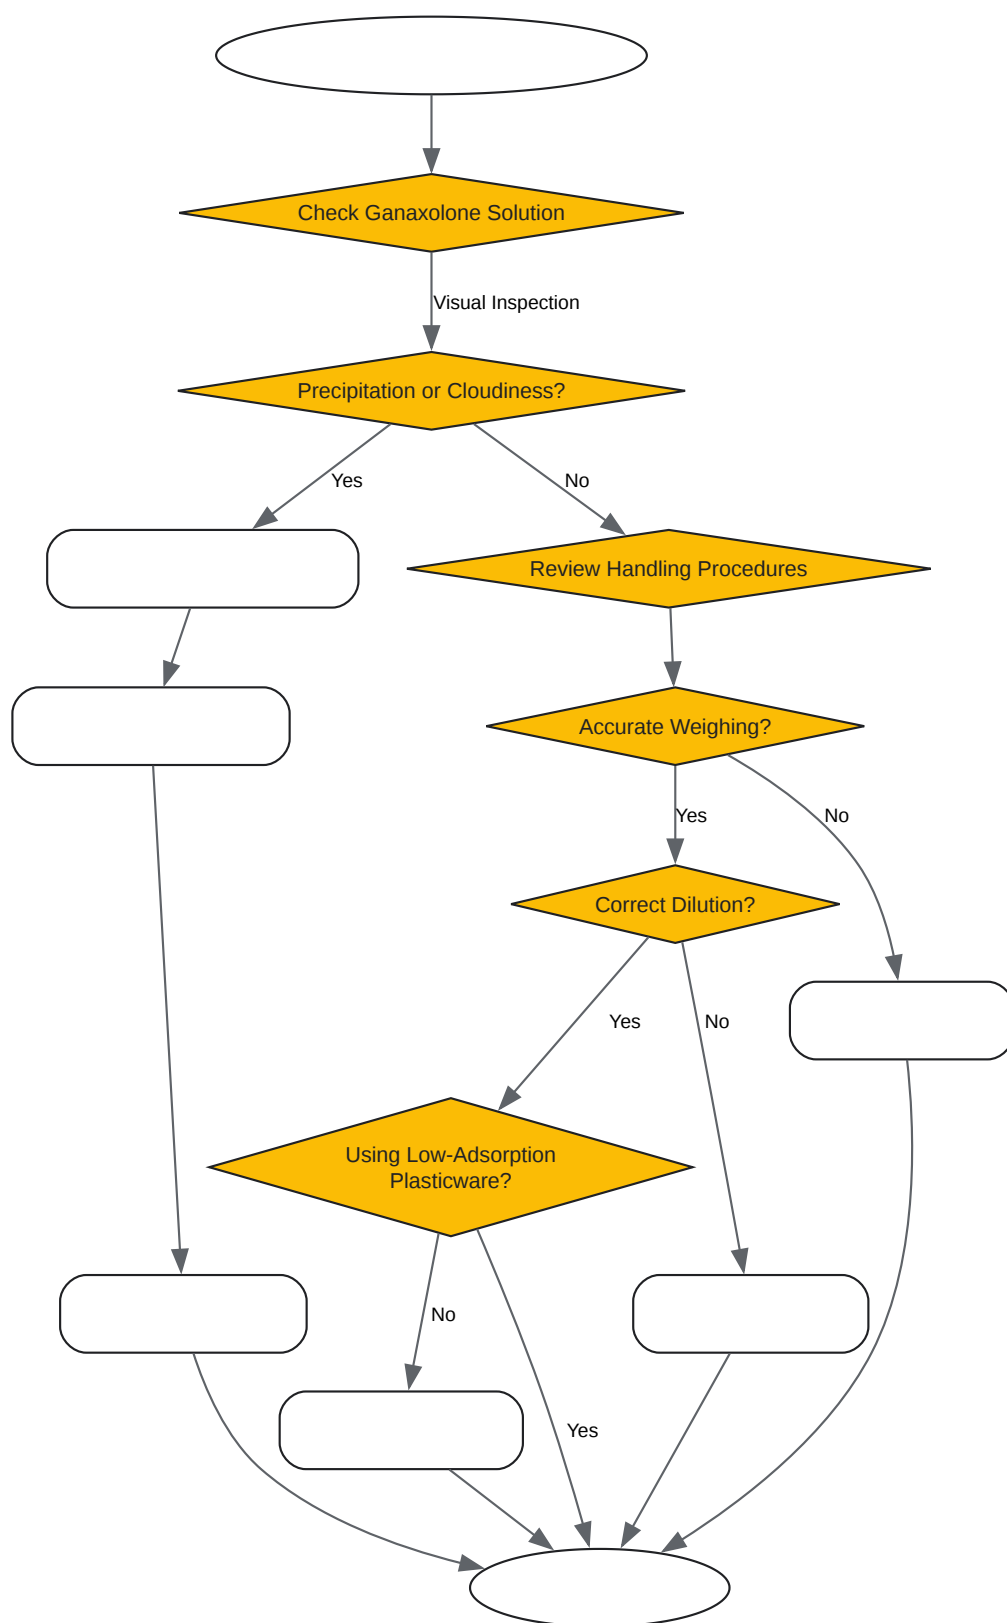 Check Ganaxolone Solution
Visual Inspection
Precipitation or Cloudiness?
Yes
No
Review Handling Procedures
Accurate Weighing?
Yes
No
Correct Dilution?
Yes
No
Using Low-Adsorption
Plasticware?
No
Yes